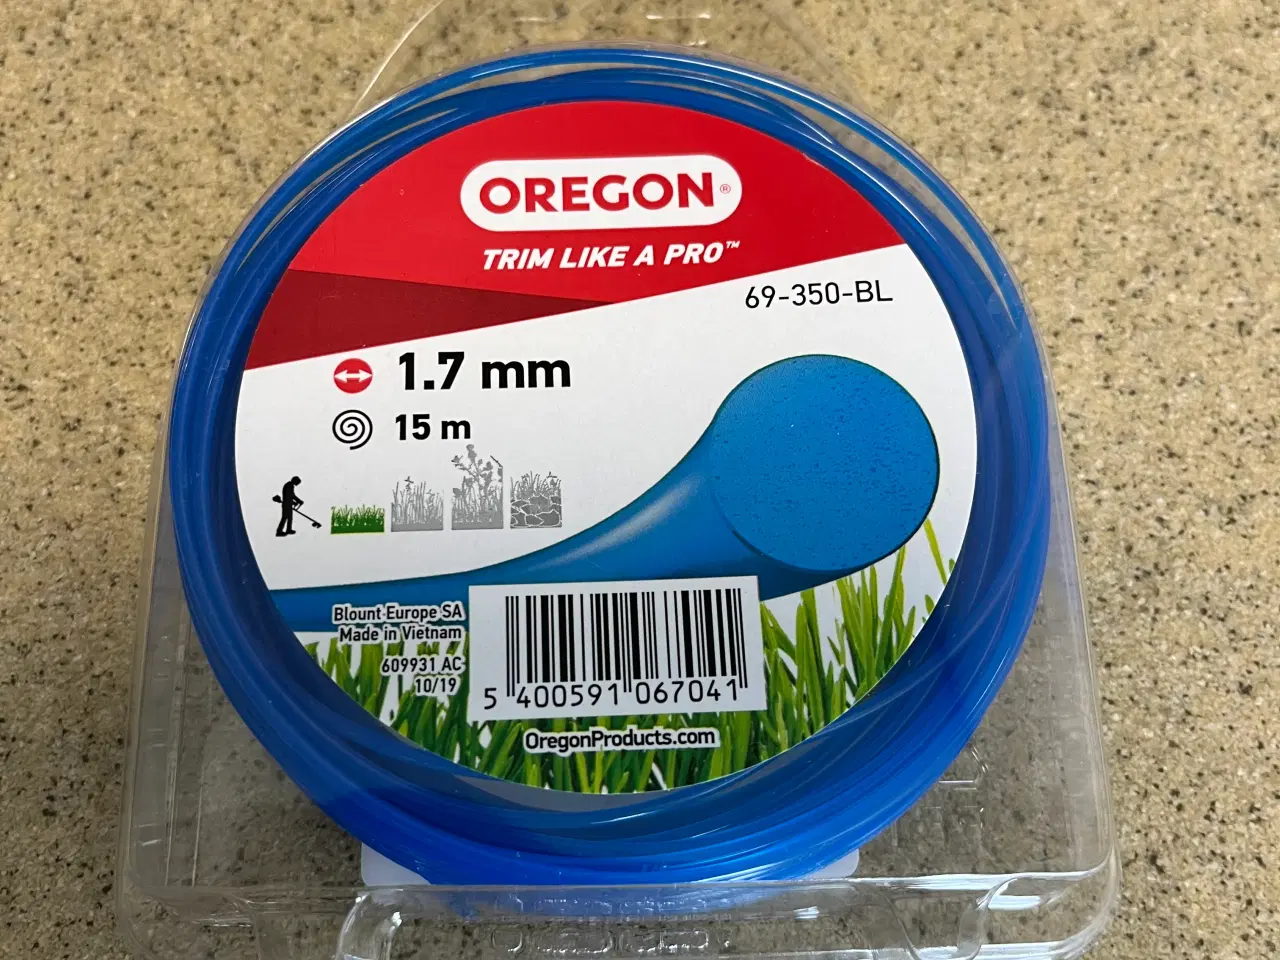 OREGON®
TRIM LIKE A PRO™
69-350-BL
1.7 mm
15 m
Blount Europe SA
Made in Vietnam
609931 AC
10/19
5 400591 067041
OregonProducts.com